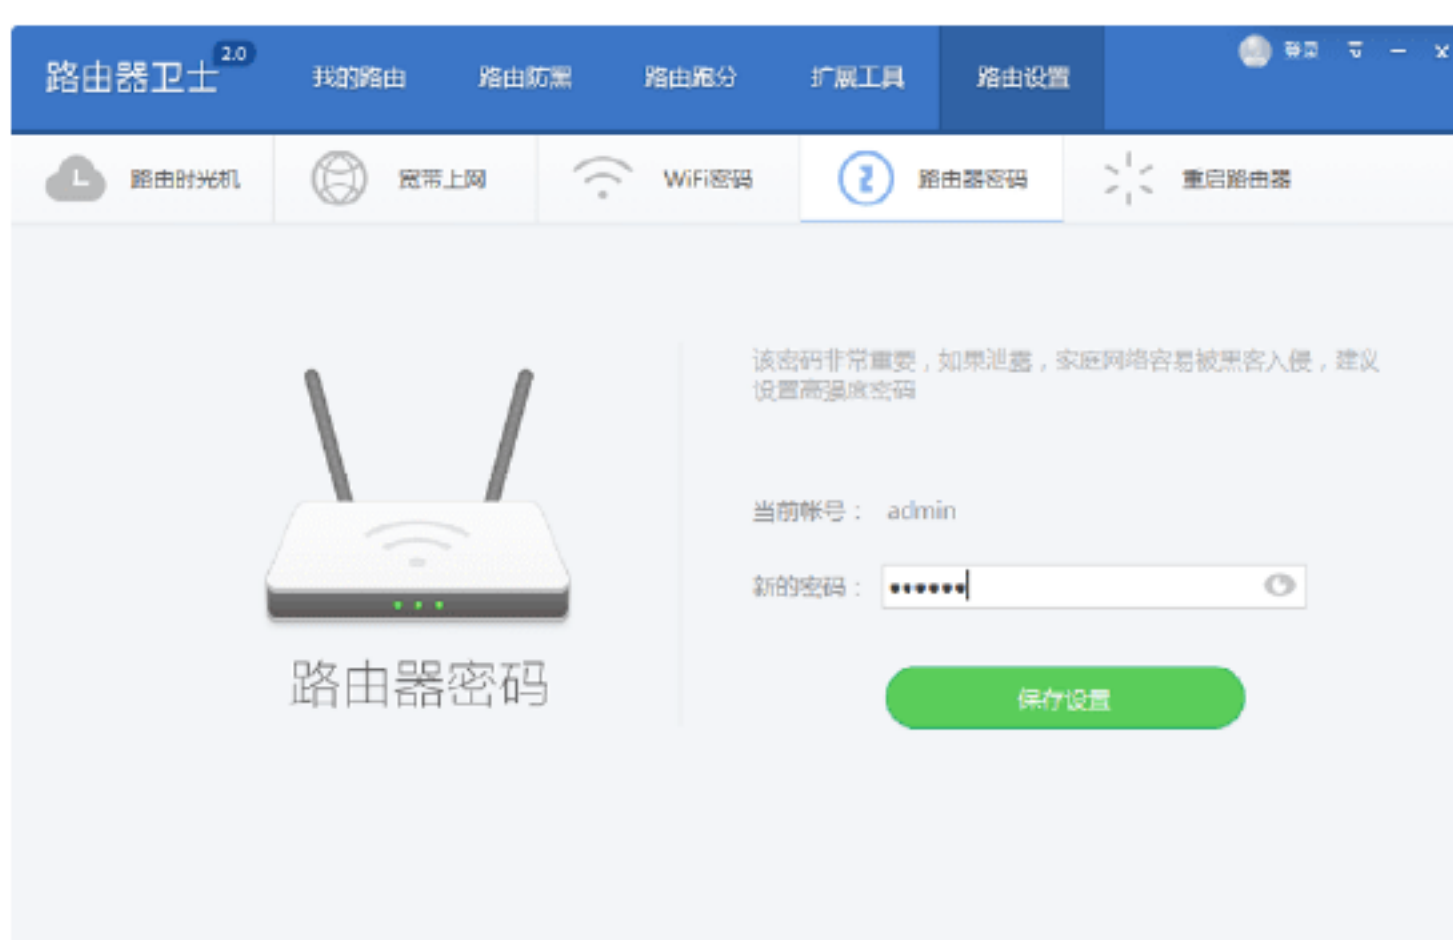 路由器卫士 2.0
我的路由
路由防黑
路由跑分
扩展工具
路由设置
登录
路由时光机
宽带上网
WiFi密码
路由器密码
重启路由器
该密码非常重要，如果泄露，家庭网络容易被黑客入侵，建议
设置高强度密码
当前帐号： admin
新的密码： ••••••
路由器密码
保存设置